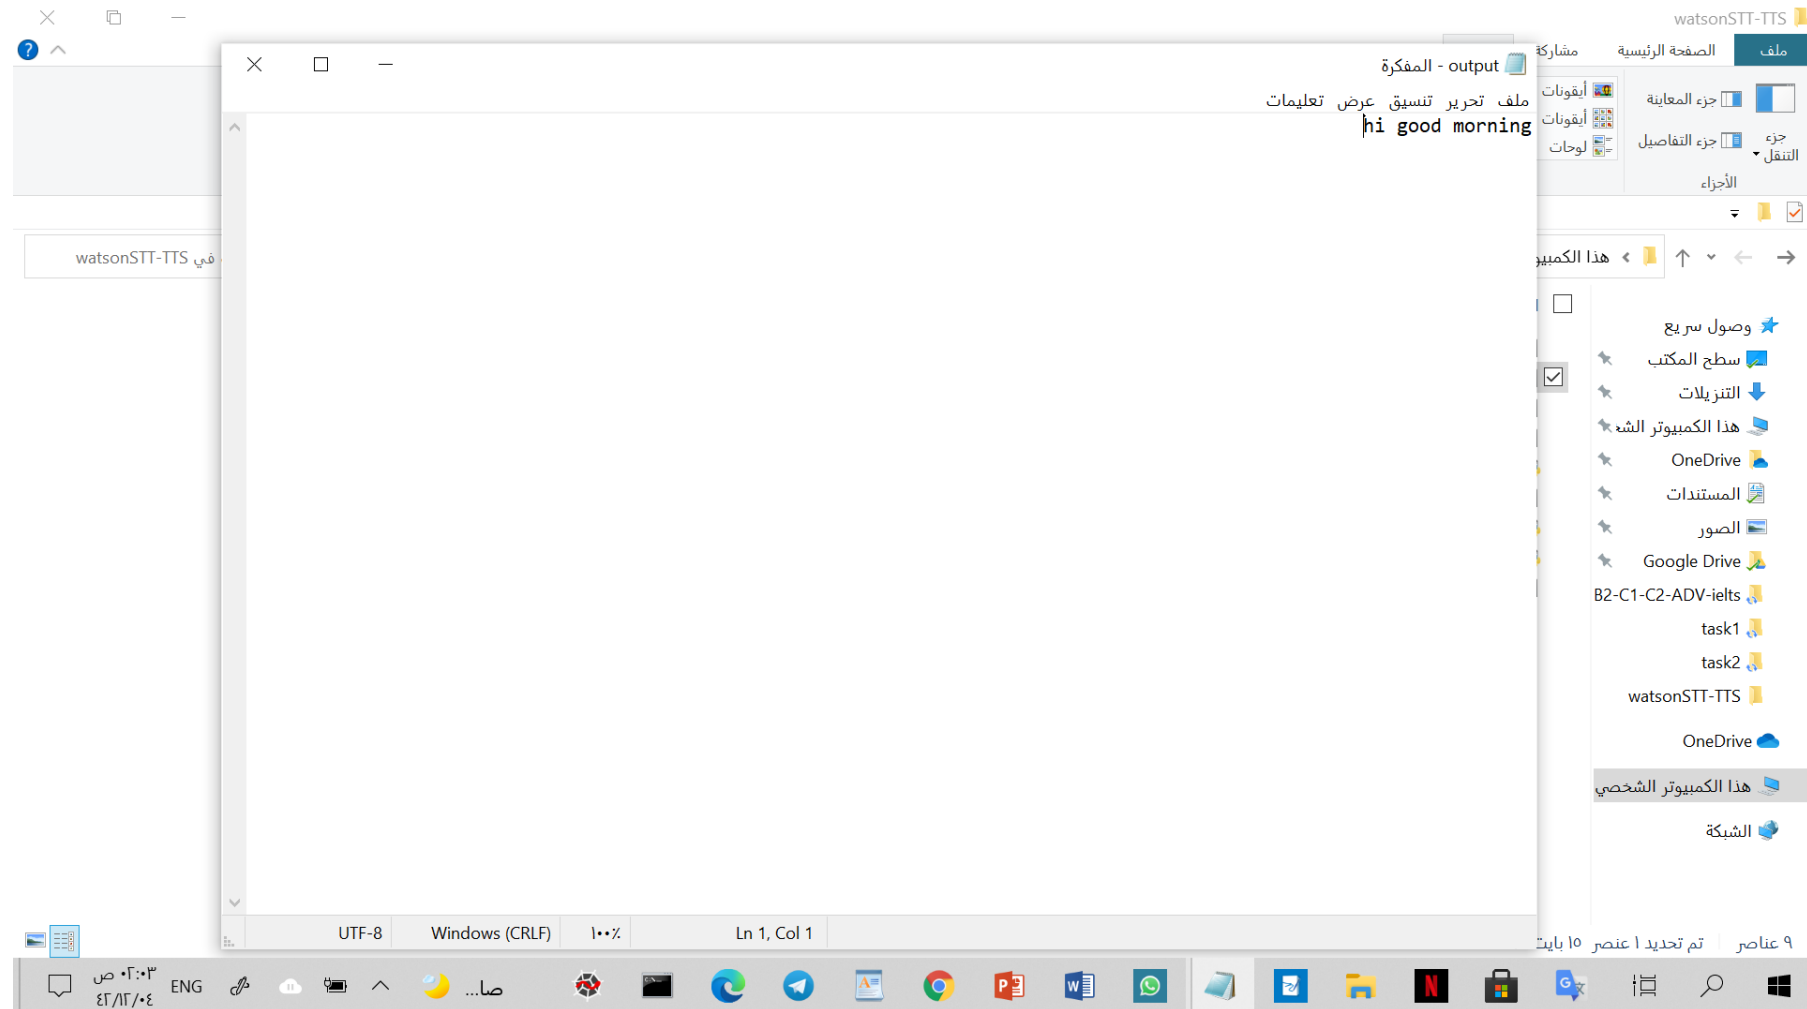 watsonSTT-TTS
ملف
الصفحة الرئيسية
مشاركة
جزء التنقل
جزء المعاينة
جزء التفاصيل
الأجزاء
أيقونات
أيقونات
لوحات
هذا الكمبيو
في watsonSTT-TTS
output - المفكرة
ملف تحرير تنسيق عرض تعليمات
hi good morning
Ln 1, Col 1
١٠٠٪
Windows (CRLF)
UTF-8
وصول سريع
سطح المكتب
التنزيلات
هذا الكمبيوتر الشخ
OneDrive
المستندات
الصور
Google Drive
B2-C1-C2-ADV-ielts
task1
task2
watsonSTT-TTS
OneDrive
هذا الكمبيوتر الشخصي
الشبكة
٩ عناصر
تم تحديد ١ عنصر ١٥ بايت
صا...
ENG
٠٢:٠٣ ص
٤٢/١٢/٠٤